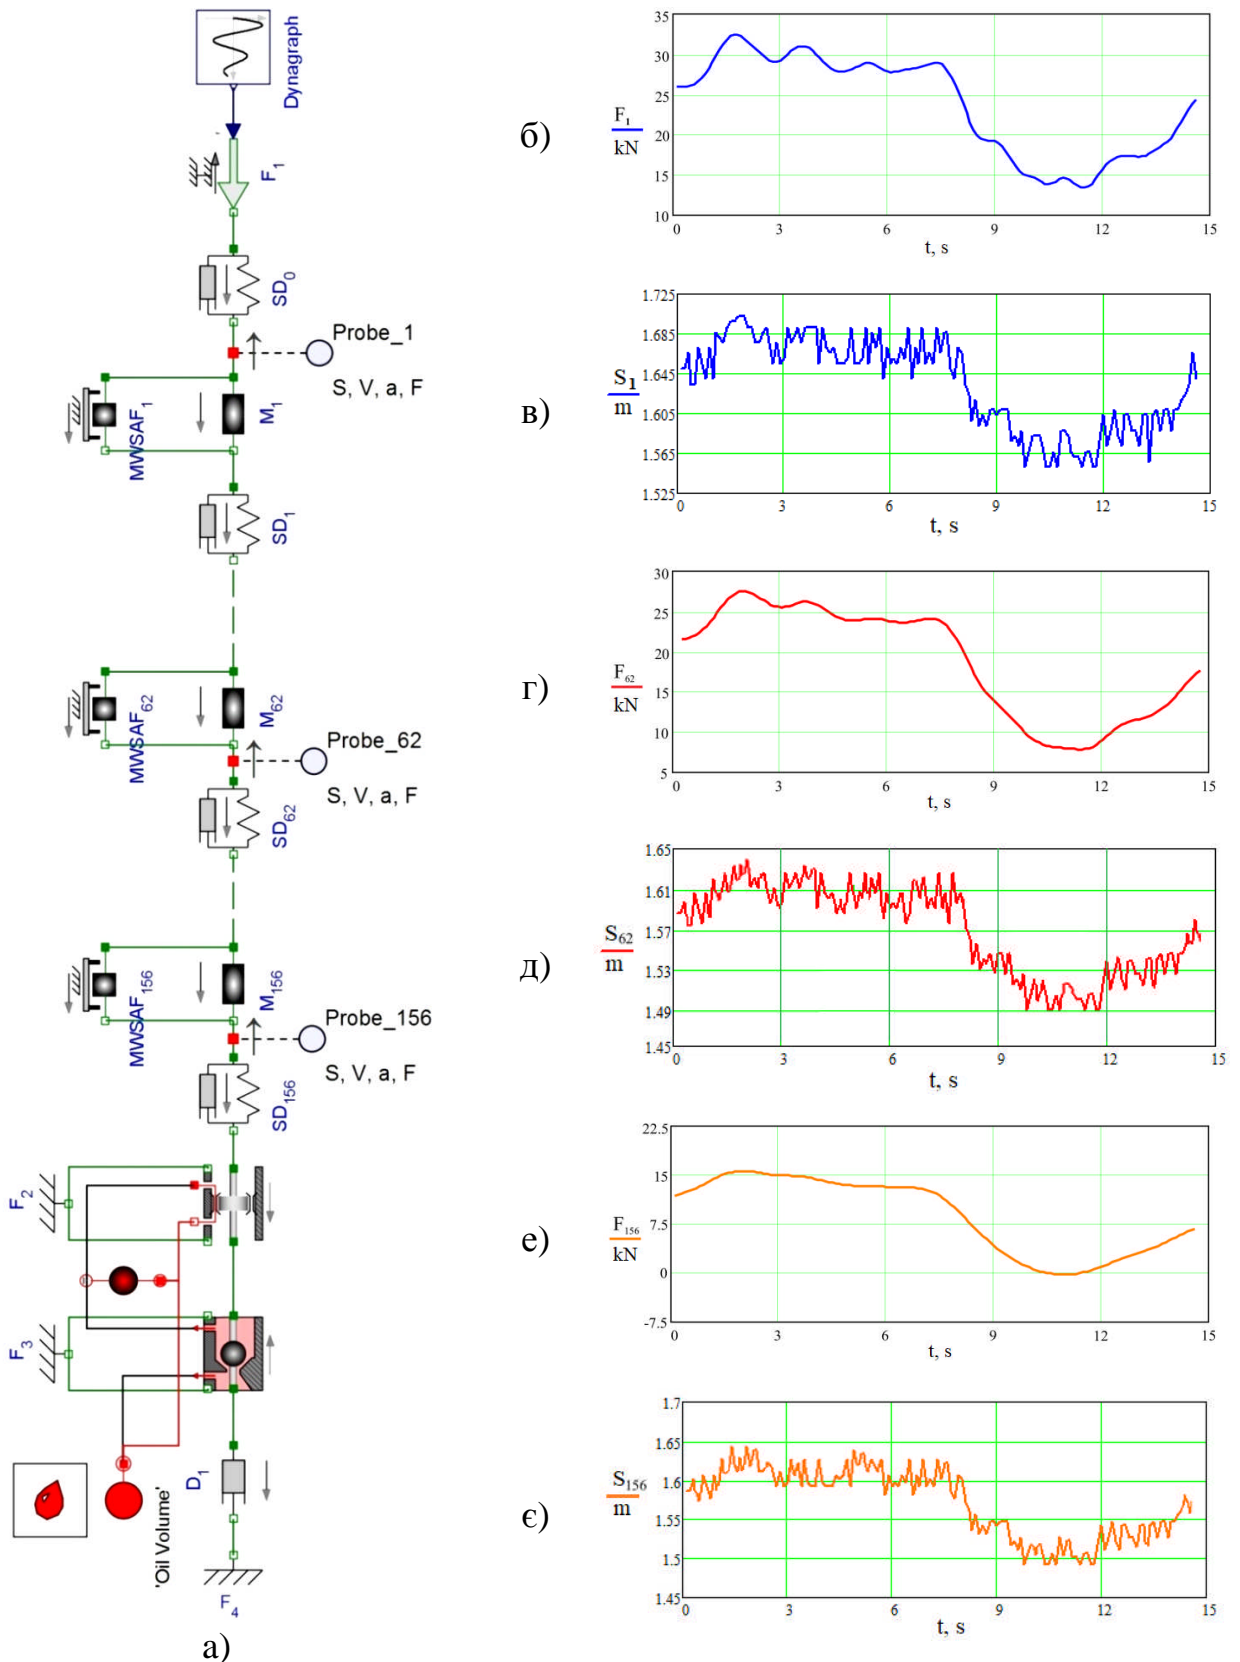 Dynagraph
F1
SD0
Probe_1
S, V, a, F
MWSAF1
M1
SD1
MWSAF62
M62
Probe_62
S, V, a, F
SD62
MWSAF156
M156
Probe_156
S, V, a, F
SD156
F2
F3
D1
'Oil Volume'
F4
а)
б)
F1
kN
35
30
25
20
15
10
0 3 6 9 12 15
t, s
в)
S1
m
1.725
1.685
1.645
1.605
1.565
1.525
0 3 6 9 12 15
t, s
г)
F62
kN
30
25
20
15
10
5
0 3 6 9 12 15
t, s
д)
S62
m
1.65
1.61
1.57
1.53
1.49
1.45
0 3 6 9 12 15
t, s
е)
F156
kN
22.5
15
7.5
0
-7.5
0 3 6 9 12 15
t, s
є)
S156
m
1.7
1.65
1.6
1.55
1.5
1.45
0 3 6 9 12 15
t, s